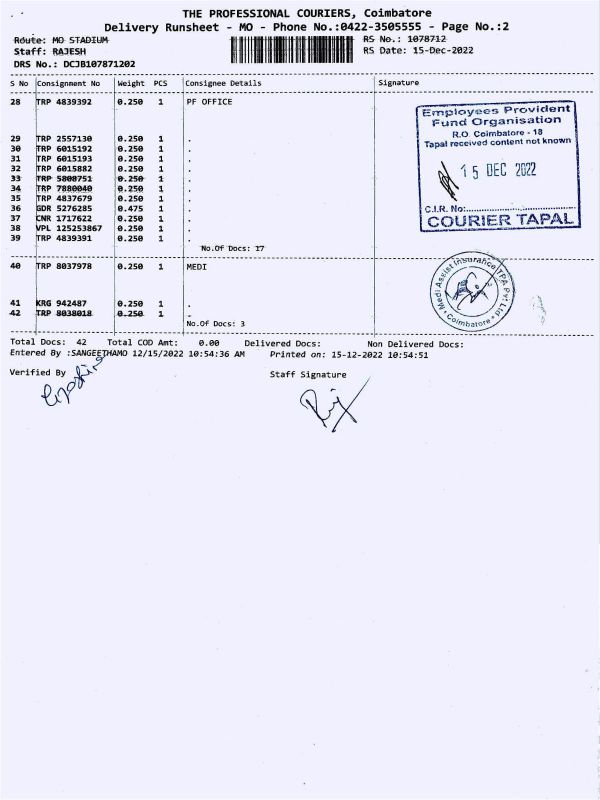 THE PROFESSIONAL COURIERS, Coimbatore
Delivery Runsheet - MO - Phone No.:0422-3505555 - Page No.:2
Route: MO STADIUM
RS No.: 1078712
Staff: RAJESH
RS Date: 15-Dec-2022
DRS No.: DCJB107871202
S No Consignment No Weight PCS Consignee Details Signature
28 TRP 4839392 0.250 1 PF OFFICE
29 TRP 2557130 0.250 1 .
30 TRP 6015192 0.250 1 .
31 TRP 6015193 0.250 1 .
32 TRP 6015882 0.250 1 .
33 TRP 5808751 0.250 1 .
34 TRP 7880040 0.250 1 .
35 TRP 4837679 0.250 1 .
36 GDR 5276285 0.475 1 .
37 CNR 1717622 0.250 1 .
38 VPL 125253867 0.250 1 .
39 TRP 4839391 0.250 1 .
No.Of Docs: 17
Employees Provident
Fund Organisation
R.O. Coimbatore - 18
Tapal received content not known
15 DEC 2022
C.I.R. No:
COURIER TAPAL
40 TRP 8037978 0.250 1 MEDI
41 KRG 942487 0.250 1 .
42 TRP 8038018 0.250 1 .
No.Of Docs: 3
Medi Assist Insurance TPA Pvt Ltd
Coimbatore
Total Docs: 42 Total COD Amt: 0.00 Delivered Docs: Non Delivered Docs:
Entered By :SANGEETHAMO 12/15/2022 10:54:36 AM Printed on: 15-12-2022 10:54:51
Verified By
Staff Signature